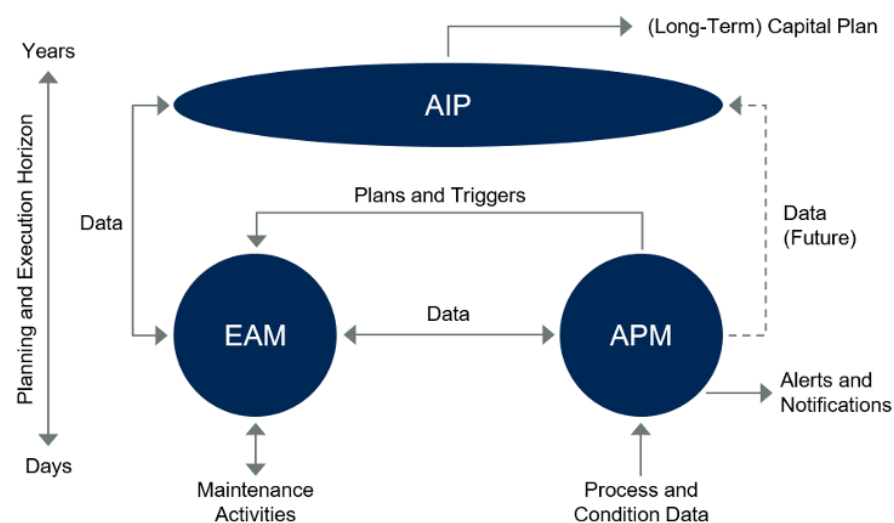 (Long-Term) Capital Plan
Years
AIP
Planning and Execution Horizon
Plans and Triggers
Data
Data
(Future)
Data
EAM
APM
Alerts and
Notifications
Days
Maintenance
Activities
Process and
Condition Data